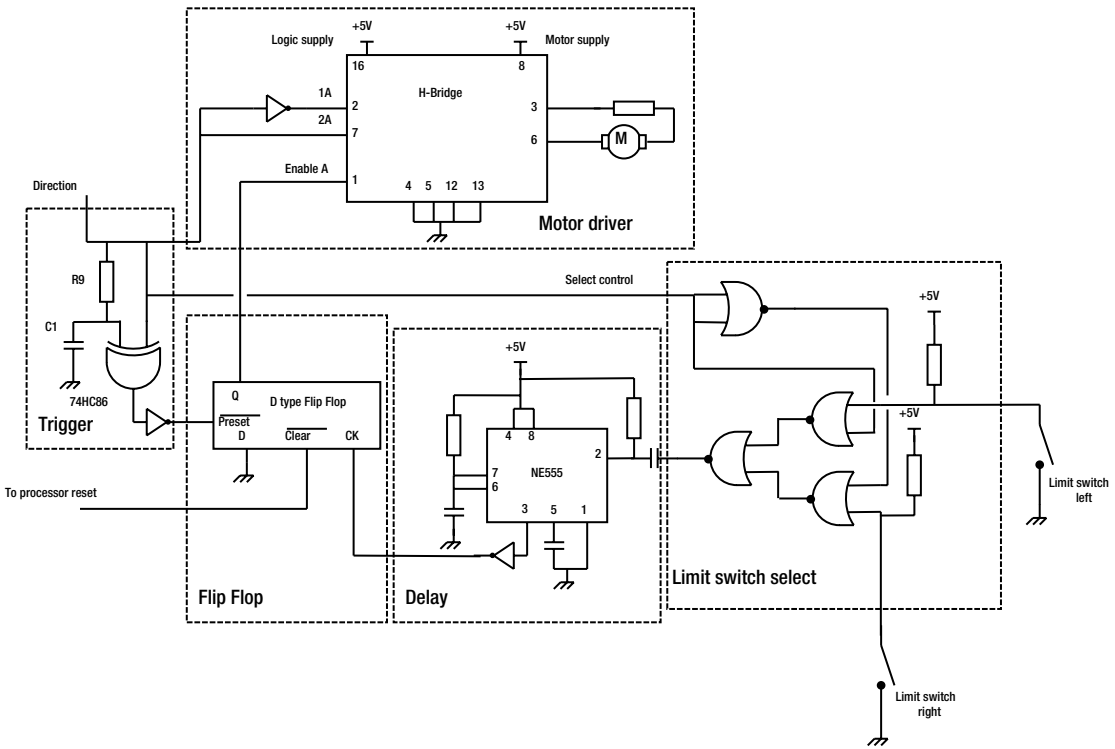 +5V
+5V
Logic supply
Motor supply
16
8
H-Bridge
1A
2
3
2A
7
6
M
Enable A
1
4
5
12
13
Motor driver
Direction
R9
C1
74HC86
Trigger
Select control
+5V
+5V
Limit switch left
Limit switch select
Limit switch right
Q
D type Flip Flop
Preset
D
Clear
CK
To processor reset
Flip Flop
+5V
4
8
2
NE555
7
6
3
5
1
Delay